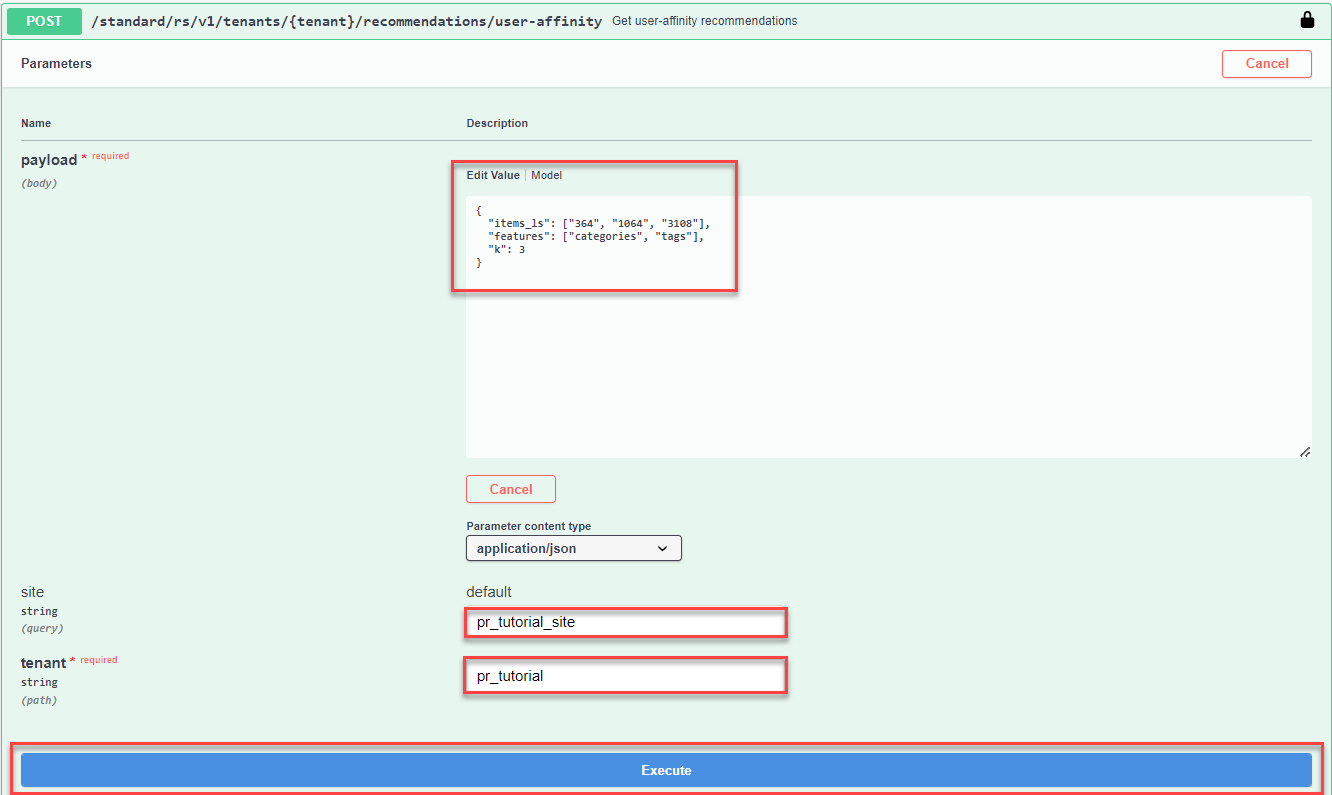 POST /standard/rs/v1/tenants/{tenant}/recommendations/user-affinity Get user-affinity recommendations
Parameters Cancel
Name Description
payload * required
(body)
Edit Value | Model
{
"items_ls": ["364", "1064", "3108"],
"features": ["categories", "tags"],
"k": 3
}
Cancel
Parameter content type
application/json
site
string
(query)
default
pr_tutorial_site
tenant * required
string
(path)
pr_tutorial
Execute